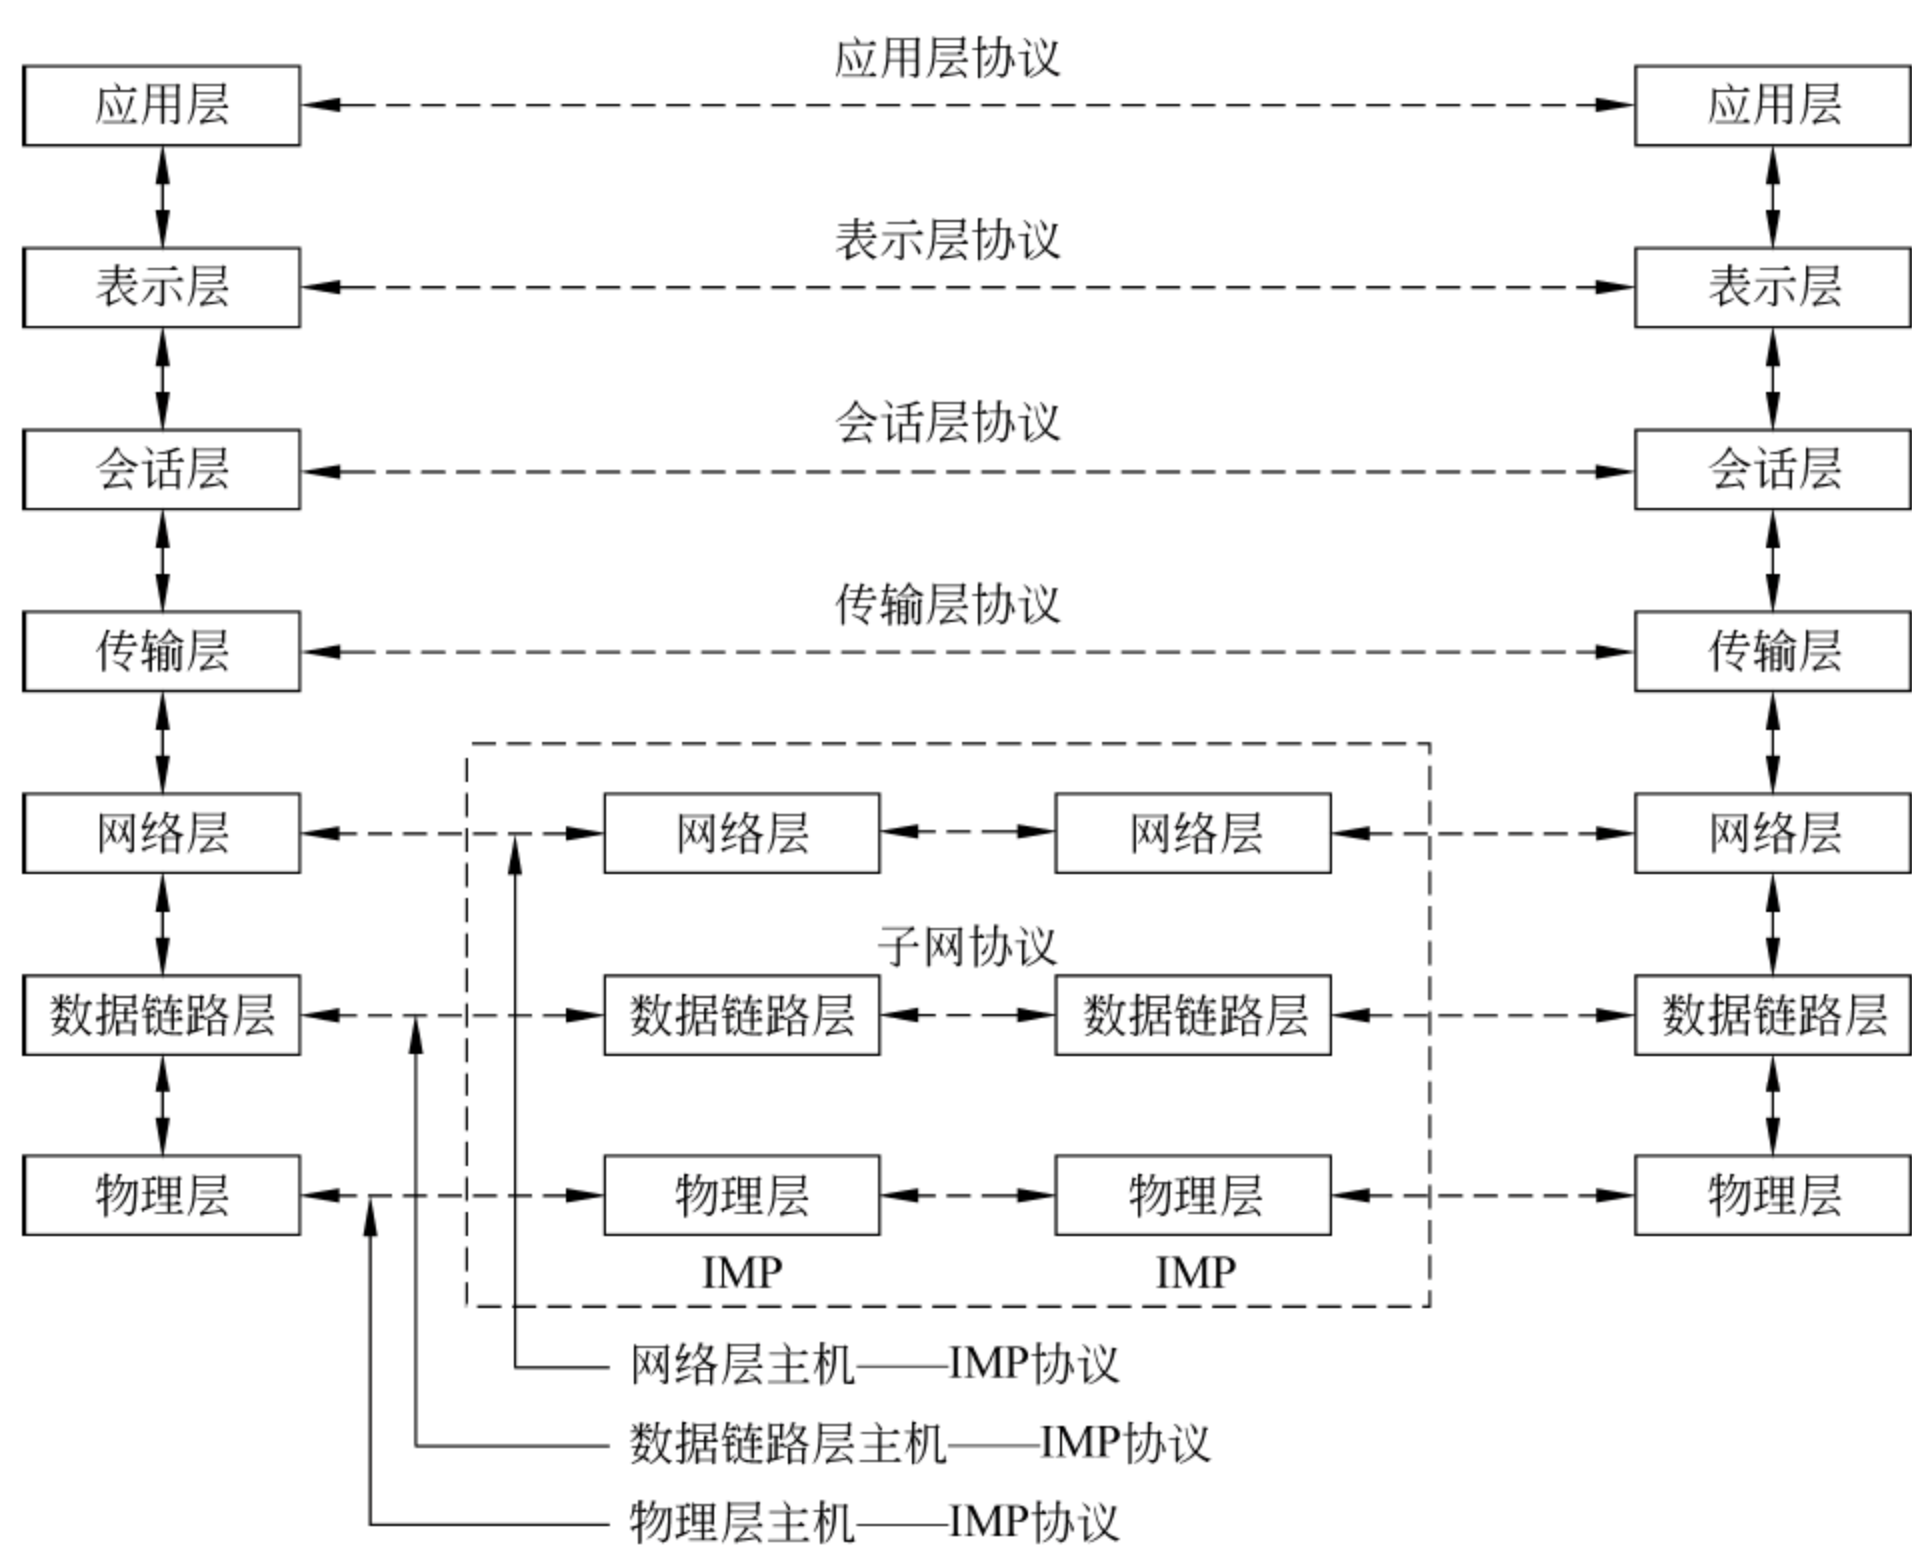 应用层协议
应用层
应用层
表示层协议
表示层
表示层
会话层协议
会话层
会话层
传输层协议
传输层
传输层
网络层
网络层
网络层
网络层
子网协议
数据链路层
数据链路层
数据链路层
数据链路层
物理层
物理层
物理层
物理层
IMP
IMP
网络层主机——IMP协议
数据链路层主机——IMP协议
物理层主机——IMP协议